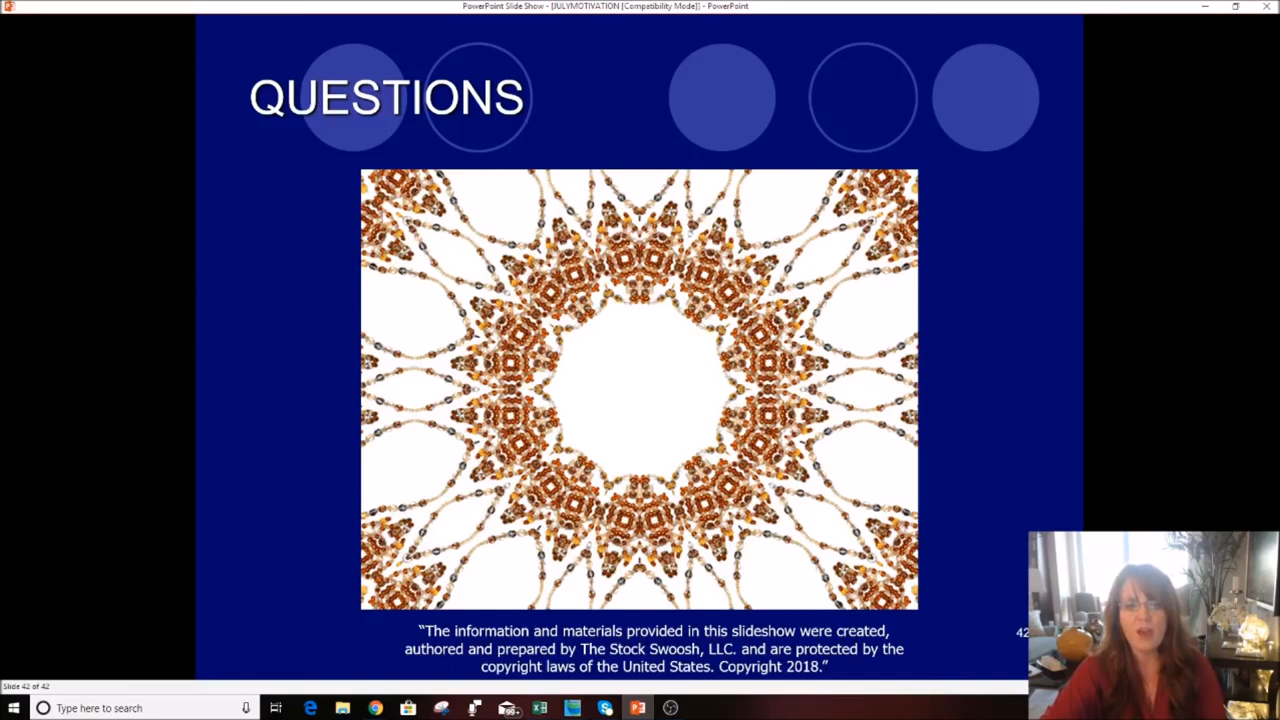 PowerPoint Slide Show - [JULYMOTIVATION [Compatibility Mode]] - PowerPoint
QUESTIONS
“The information and materials provided in this slideshow were created,
authored and prepared by The Stock Swoosh, LLC. and are protected by the
copyright laws of the United States. Copyright 2018.”
42
Slide 42 of 42
Type here to search
99+